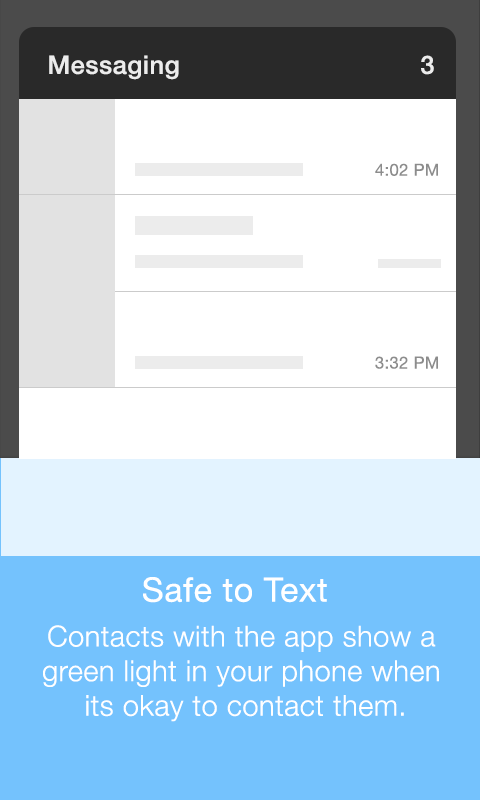 Messaging 3
4:02 PM
3:32 PM
Safe to Text
Contacts with the app show a
green light in your phone when
its okay to contact them.